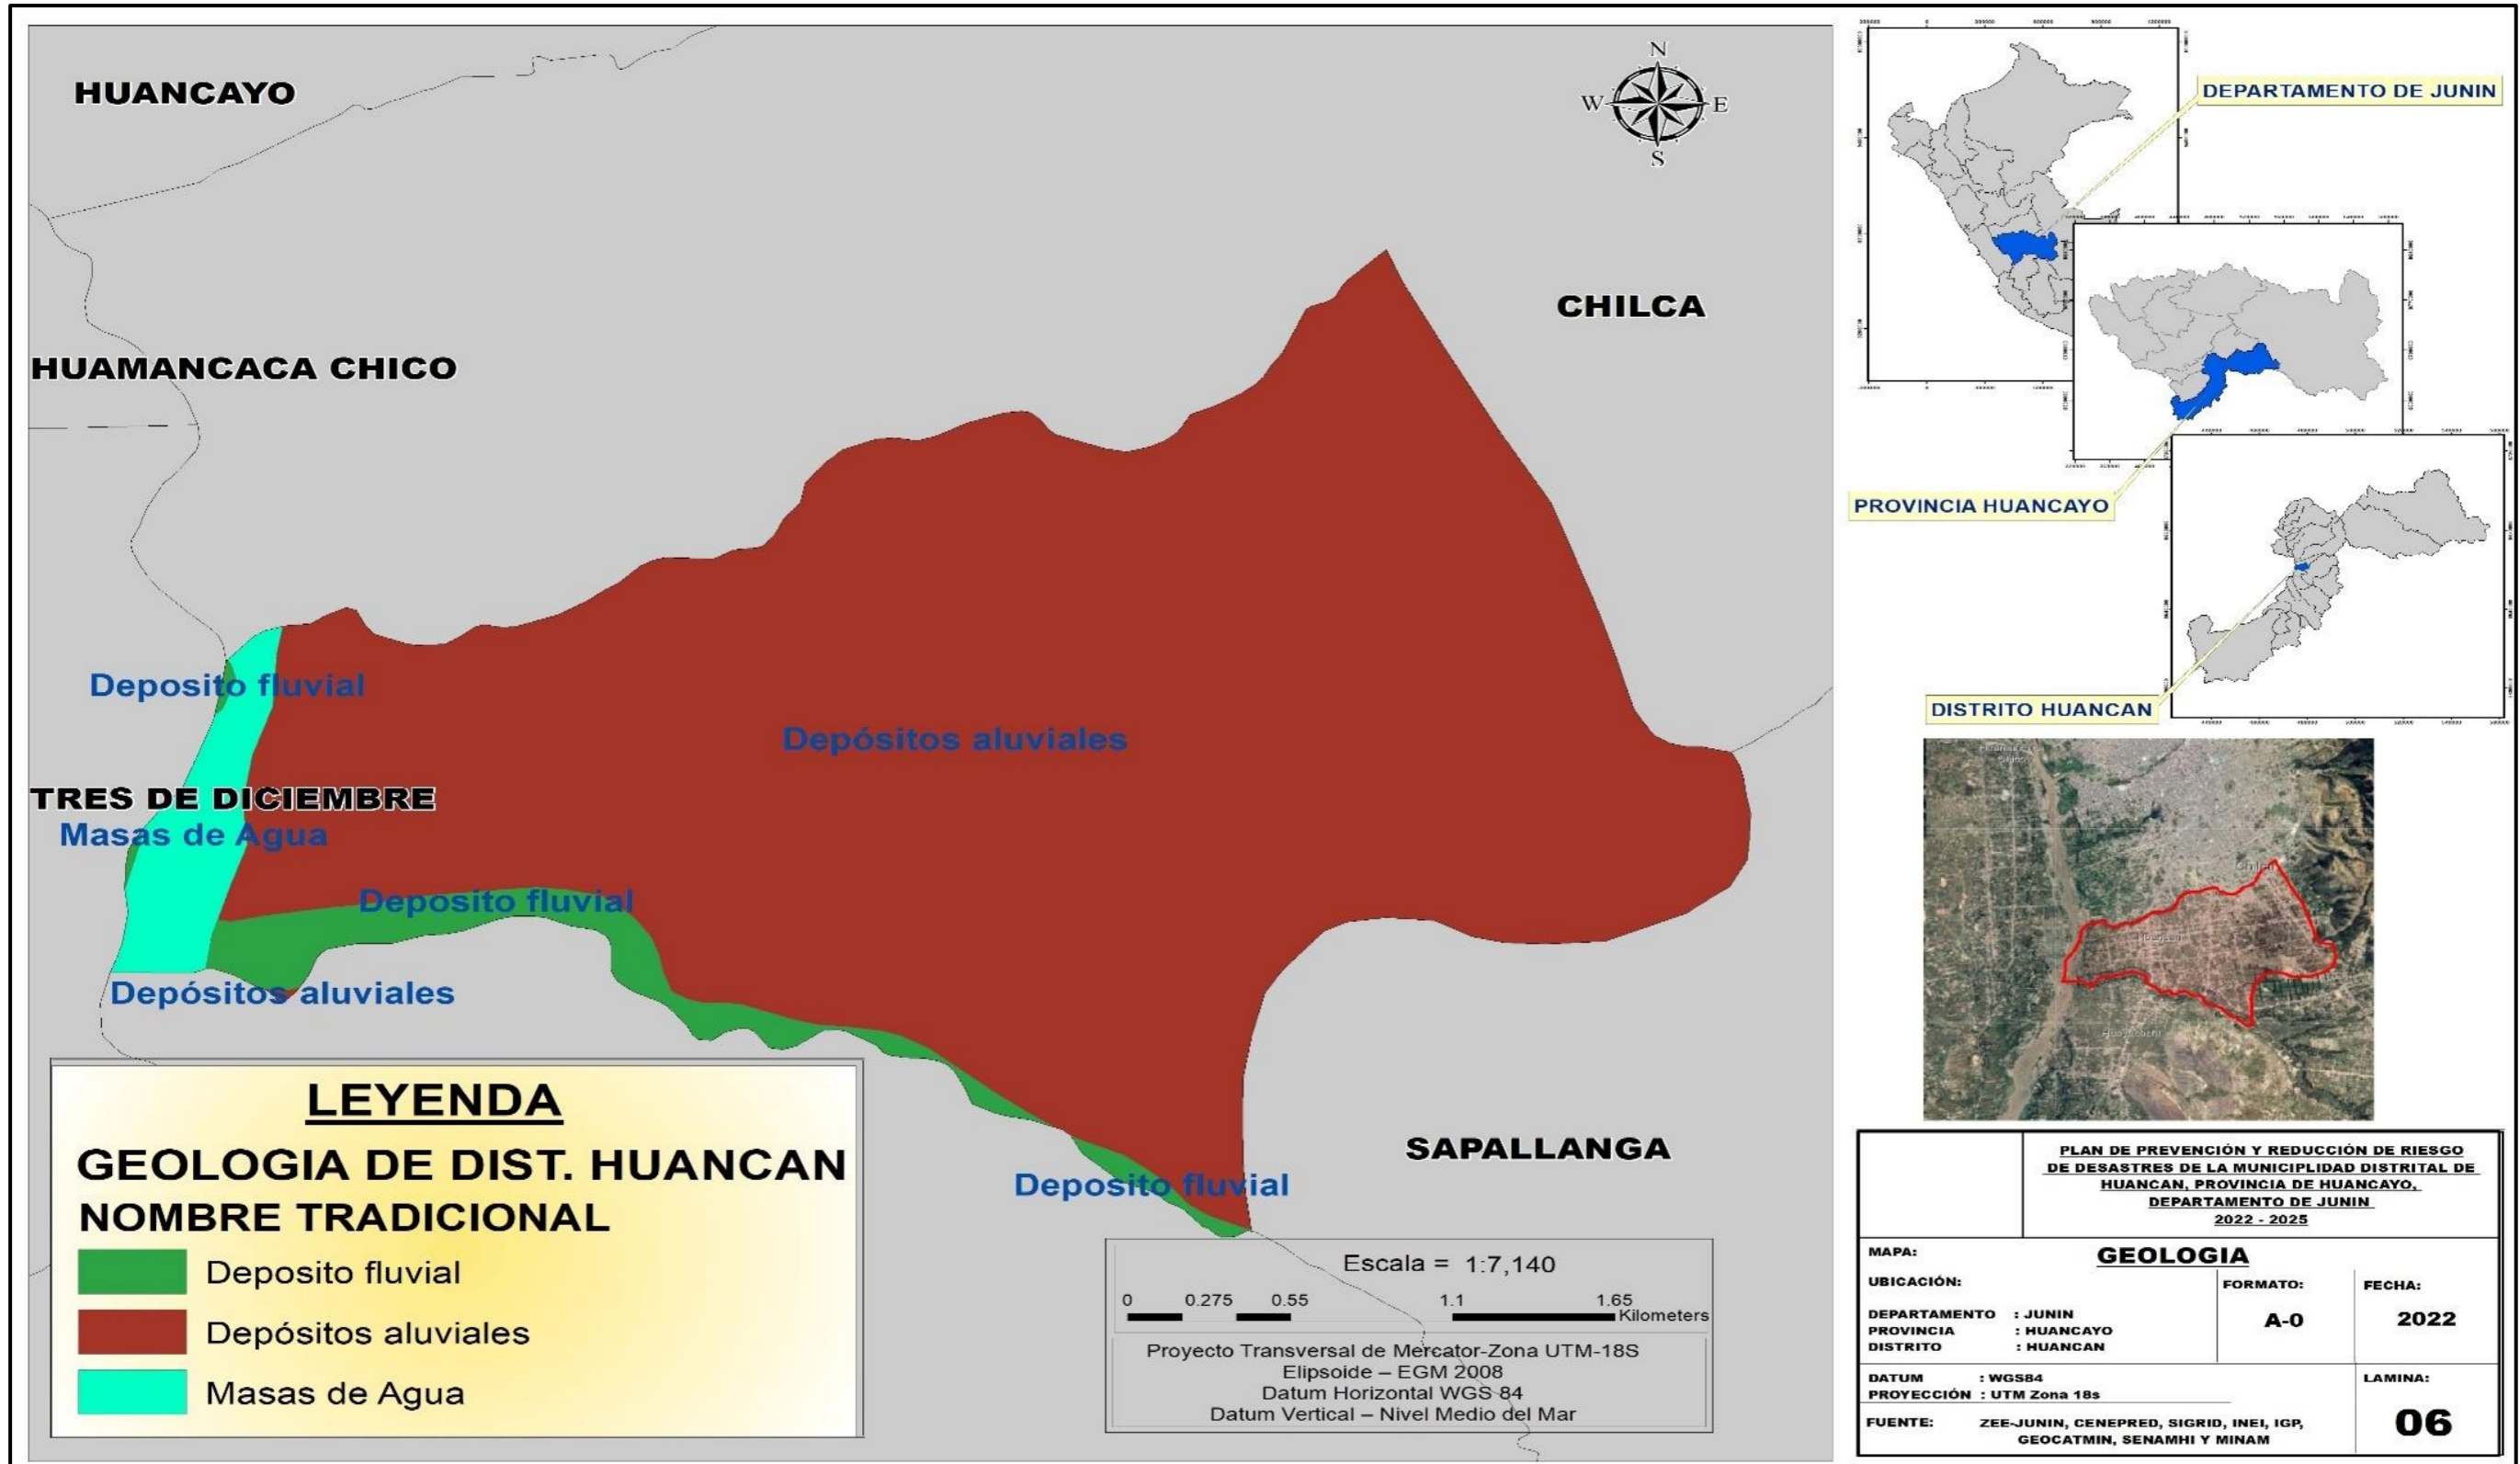 HUANCAYO
N
W
E
S
CHILCA
HUAMANCACA CHICO
Deposito fluvial
Depósitos aluviales
TRES DE DICIEMBRE
Masas de Agua
Deposito fluvial
Depósitos aluviales
SAPALLANGA
Deposito fluvial
LEYENDA
GEOLOGIA DE DIST. HUANCAN
NOMBRE TRADICIONAL
Deposito fluvial
Depósitos aluviales
Masas de Agua
Escala = 1:7,140
0 0.275 0.55 1.1 1.65
Kilometers
Proyecto Transversal de Mercator-Zona UTM-18S
Elipsoide – EGM 2008
Datum Horizontal WGS 84
Datum Vertical – Nivel Medio del Mar
DEPARTAMENTO DE JUNIN
PROVINCIA HUANCAYO
DISTRITO HUANCAN
PLAN DE PREVENCIÓN Y REDUCCIÓN DE RIESGO
DE DESASTRES DE LA MUNICIPLIDAD DISTRITAL DE
HUANCAN, PROVINCIA DE HUANCAYO,
DEPARTAMENTO DE JUNIN
2022 - 2025
MAPA: GEOLOGIA
UBICACIÓN:
DEPARTAMENTO : JUNIN
PROVINCIA : HUANCAYO
DISTRITO : HUANCAN
FORMATO:
A-0
FECHA:
2022
DATUM : WGS84
PROYECCIÓN : UTM Zona 18s
LAMINA:
06
FUENTE: ZEE-JUNIN, CENEPRED, SIGRID, INEI, IGP,
GEOCATMIN, SENAMHI Y MINAM